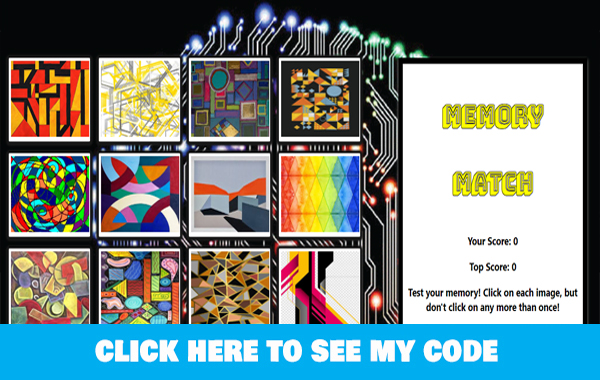 MEMORY
MATCH
Your Score: 0
Top Score: 0
Test your memory! Click on each image, but
don't click on any more than once!
CLICK HERE TO SEE MY CODE